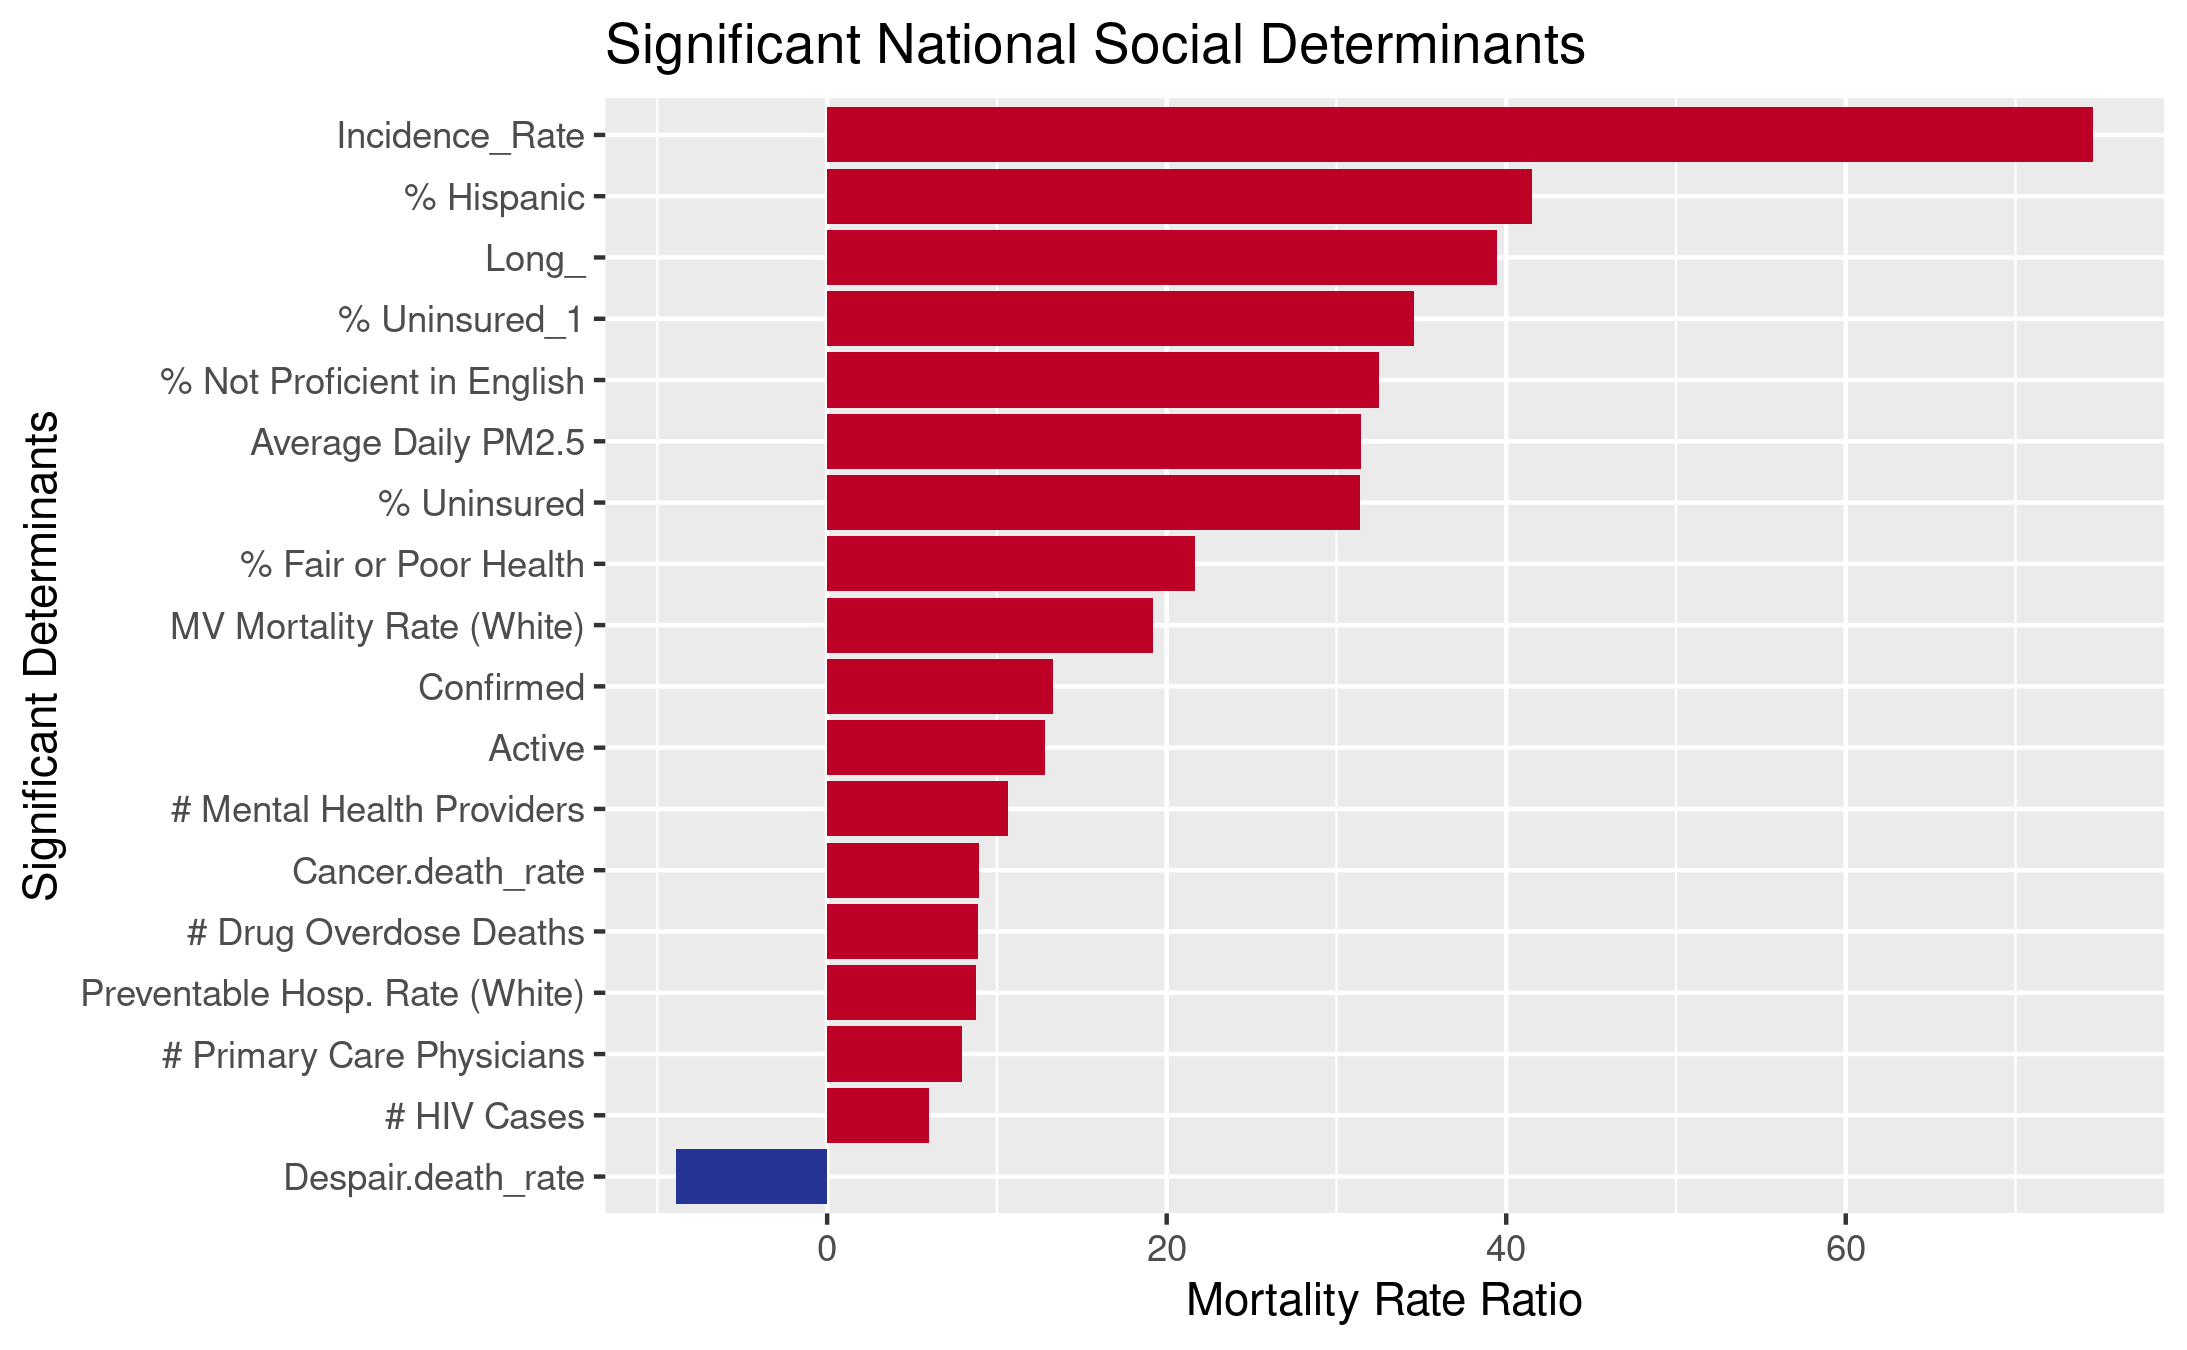 Significant National Social Determinants
Significant Determinants
Incidence_Rate
% Hispanic
Long_
% Uninsured_1
% Not Proficient in English
Average Daily PM2.5
% Uninsured
% Fair or Poor Health
MV Mortality Rate (White)
Confirmed
Active
# Mental Health Providers
Cancer.death_rate
# Drug Overdose Deaths
Preventable Hosp. Rate (White)
# Primary Care Physicians
# HIV Cases
Despair.death_rate
0 20 40 60
Mortality Rate Ratio